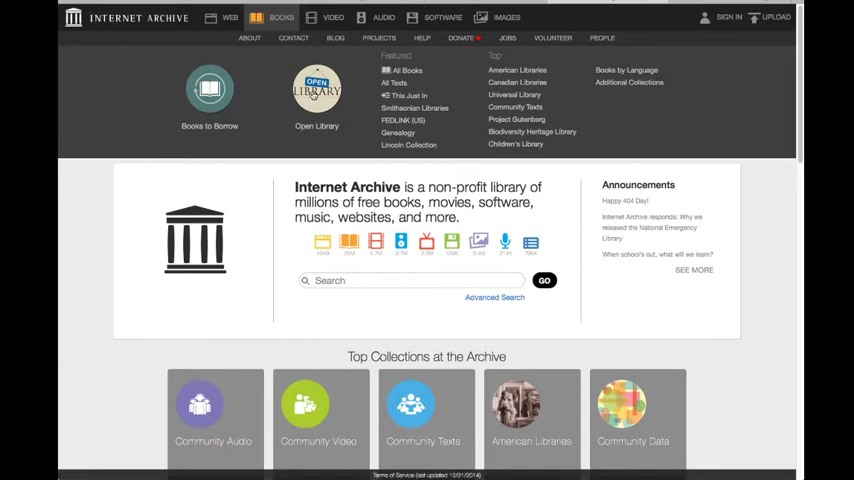 INTERNET ARCHIVE
WEB
BOOKS
VIDEO
AUDIO
SOFTWARE
IMAGES
SIGN IN
UPLOAD
ABOUT
CONTACT
BLOG
PROJECTS
HELP
DONATE
JOBS
VOLUNTEER
PEOPLE
OPEN
LIBRARY
Books to Borrow
Open Library
Featured
All Books
All Texts
This Just In
Smithsonian Libraries
FEDLINK (US)
Genealogy
Lincoln Collection
Top
American Libraries
Canadian Libraries
Universal Library
Community Texts
Project Gutenberg
Biodiversity Heritage Library
Children's Library
Books by Language
Additional Collections
Internet Archive is a non-profit library of
millions of free books, movies, software,
music, websites, and more.
Search
GO
Advanced Search
Announcements
Happy 404 Day!
Internet Archive responds: Why we
released the National Emergency
Library
When school's out, what will we learn?
SEE MORE
Top Collections at the Archive
Community Audio
Community Video
Community Texts
American Libraries
Community Data
Terms of Service (last updated 12/31/2014)